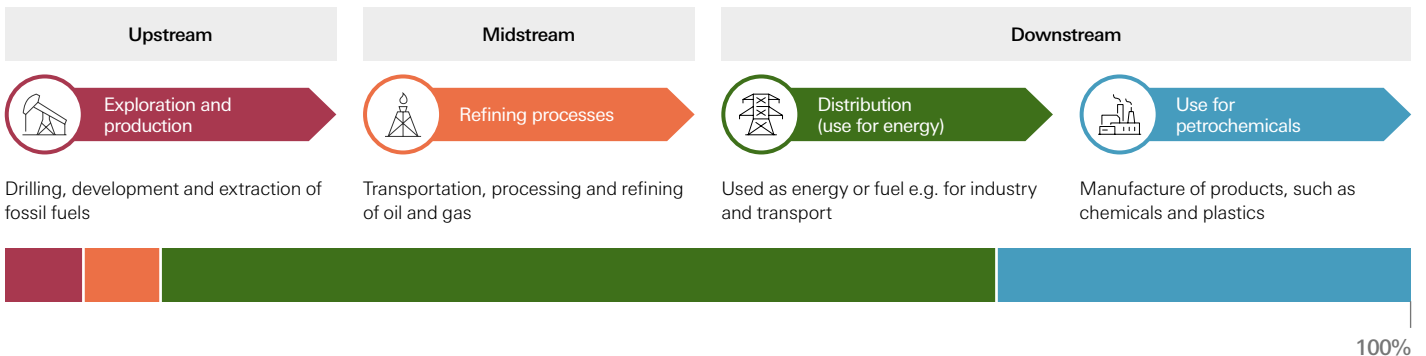 Upstream
Midstream
Downstream
Exploration and
production
Refining processes
Distribution
(use for energy)
Use for
petrochemicals
Drilling, development and extraction of
fossil fuels
Transportation, processing and refining
of oil and gas
Used as energy or fuel e.g. for industry
and transport
Manufacture of products, such as
chemicals and plastics
100%